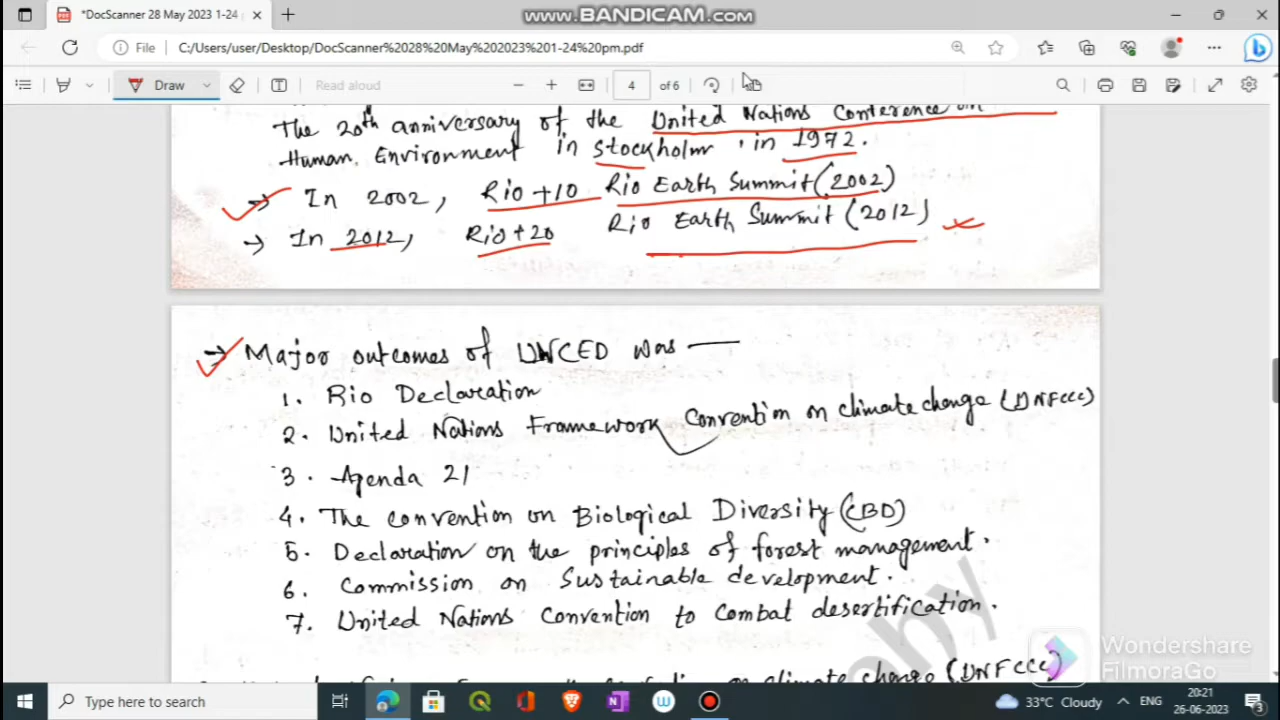 WWW.BANDICAM.COM
*DocScanner 28 May 2023 1-24
File C:/Users/user/Desktop/DocScanner%2028%20May%202023%201-24%20pm.pdf
Draw Read aloud 4 of 6
The 20th anniversary of the United Nations Conference on
Human Environment in Stockholm in 1972.
→ In 2002, Rio +10 Rio Earth Summit (2002)
→ In 2012, Rio +20 Rio Earth Summit (2012)
→ Major outcomes of UNCED was —
1. Rio Declaration
2. United Nations Framework Convention on climate change (UNFCCC)
3. Agenda 21
4. The convention on Biological Diversity (CBD)
5. Declaration on the principles of forest management.
6. Commission on Sustainable development.
7. United Nations Convention to Combat desertification.
on climate change (UNFCCC)
Wondershare
FilmoraGo
Type here to search
33°C Cloudy ENG 20:21
26-06-2023 3